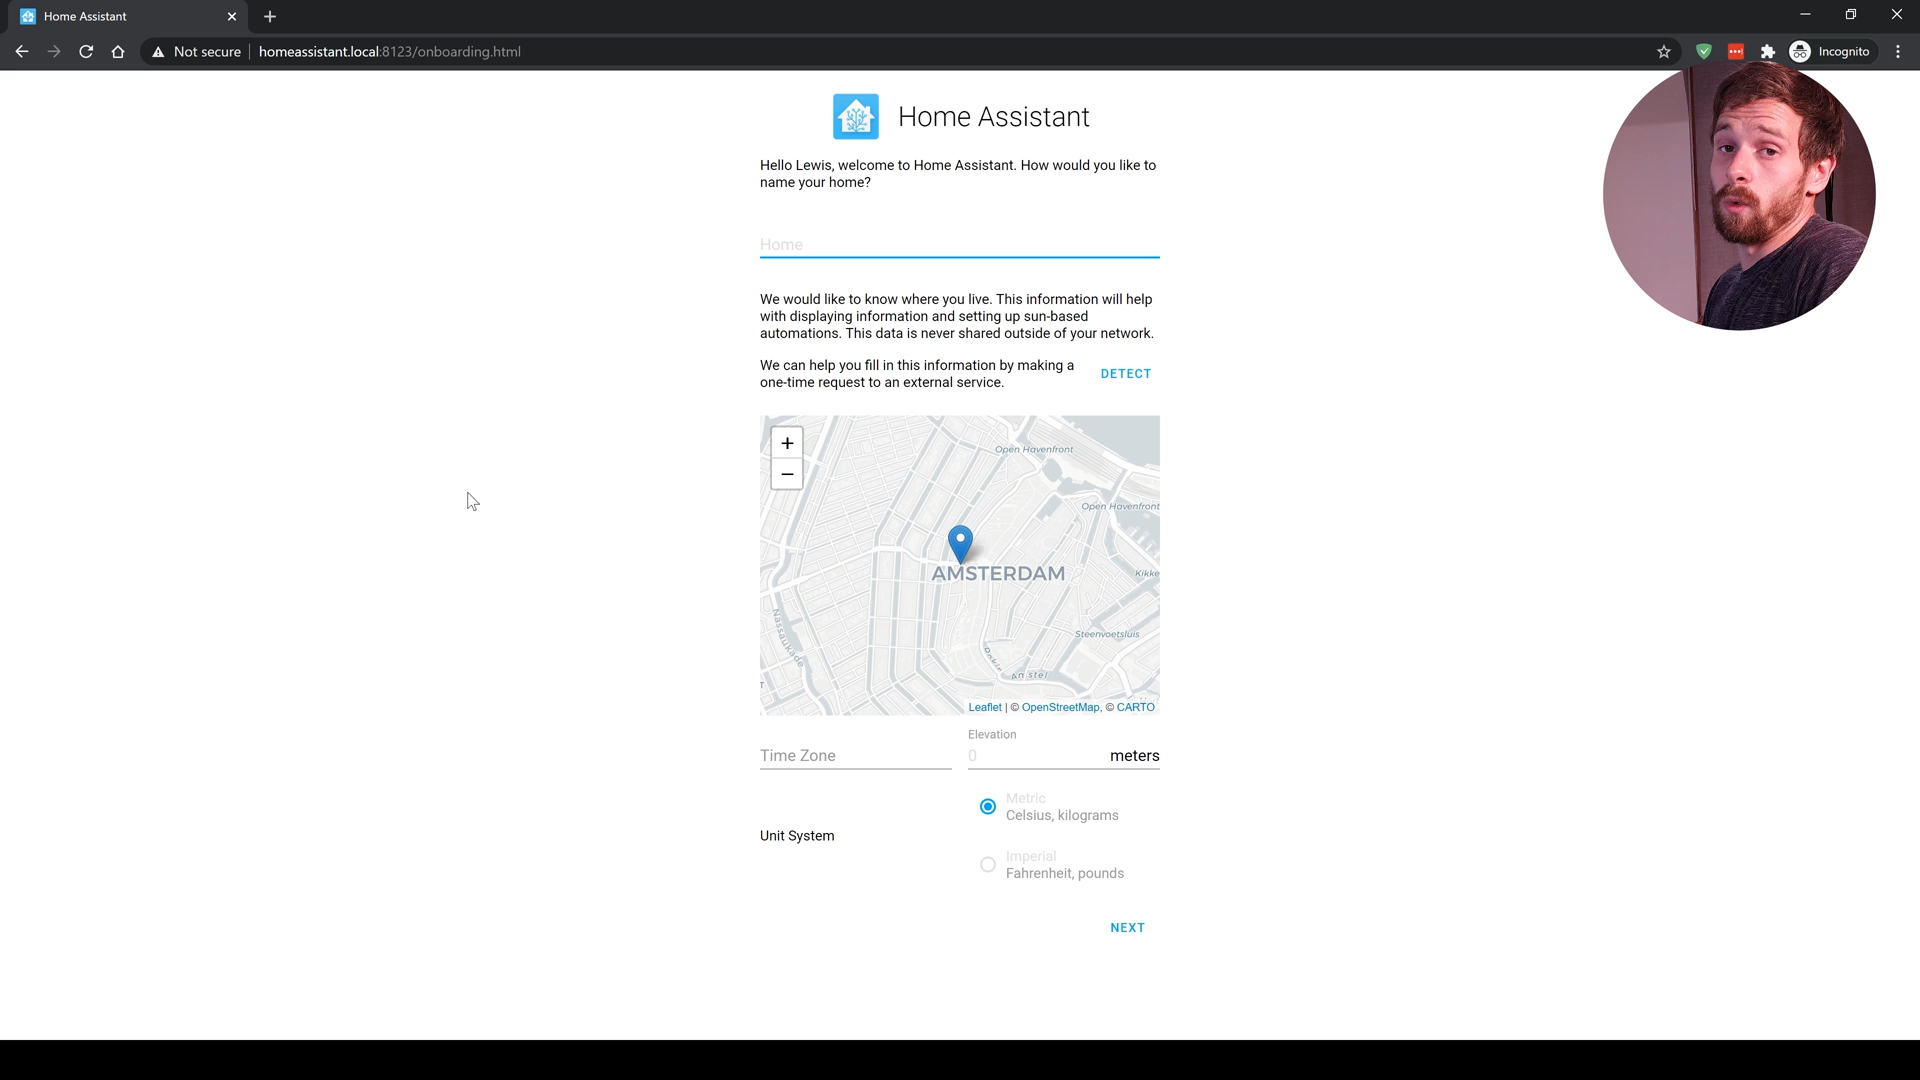 Home Assistant
Not secure
homeassistant.local:8123/onboarding.html
Incognito
Home Assistant
Hello Lewis, welcome to Home Assistant. How would you like to
name your home?
Home
We would like to know where you live. This information will help
with displaying information and setting up sun-based
automations. This data is never shared outside of your network.
We can help you fill in this information by making a
one-time request to an external service.
DETECT
+
−
Open Havenfront
Open Havenfront
AMSTERDAM
Kikke
Nassaukade
Steenvoetsluis
Rokin
Amstel
T
Leaflet | © OpenStreetMap, © CARTO
Time Zone
Elevation
0
meters
Unit System
Metric
Celsius, kilograms
Imperial
Fahrenheit, pounds
NEXT